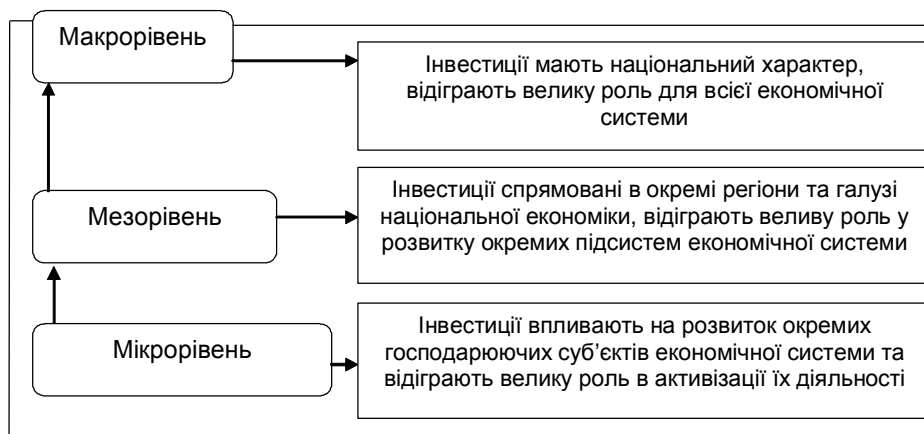 Макрорівень
Інвестиції мають національний характер,
відіграють велику роль для всієї економічної
системи
Мезорівень
Інвестиції спрямовані в окремі регіони та галузі
національної економіки, відіграють веливу роль у
розвитку окремих підсистем економічної системи
Мікрорівень
Інвестиції впливають на розвиток окремих
господарюючих суб’єктів економічної системи та
відіграють велику роль в активізації їх діяльності